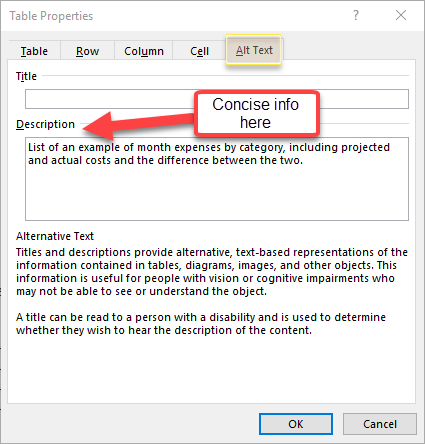 Table Properties
Table Row Column Cell Alt Text
Title
Concise info
here
Description
List of an example of month expenses by category, including projected
and actual costs and the difference between the two.
Alternative Text
Titles and descriptions provide alternative, text-based representations of the
information contained in tables, diagrams, images, and other objects. This
information is useful for people with vision or cognitive impairments who
may not be able to see or understand the object.
A title can be read to a person with a disability and is used to determine
whether they wish to hear the description of the content.
OK Cancel